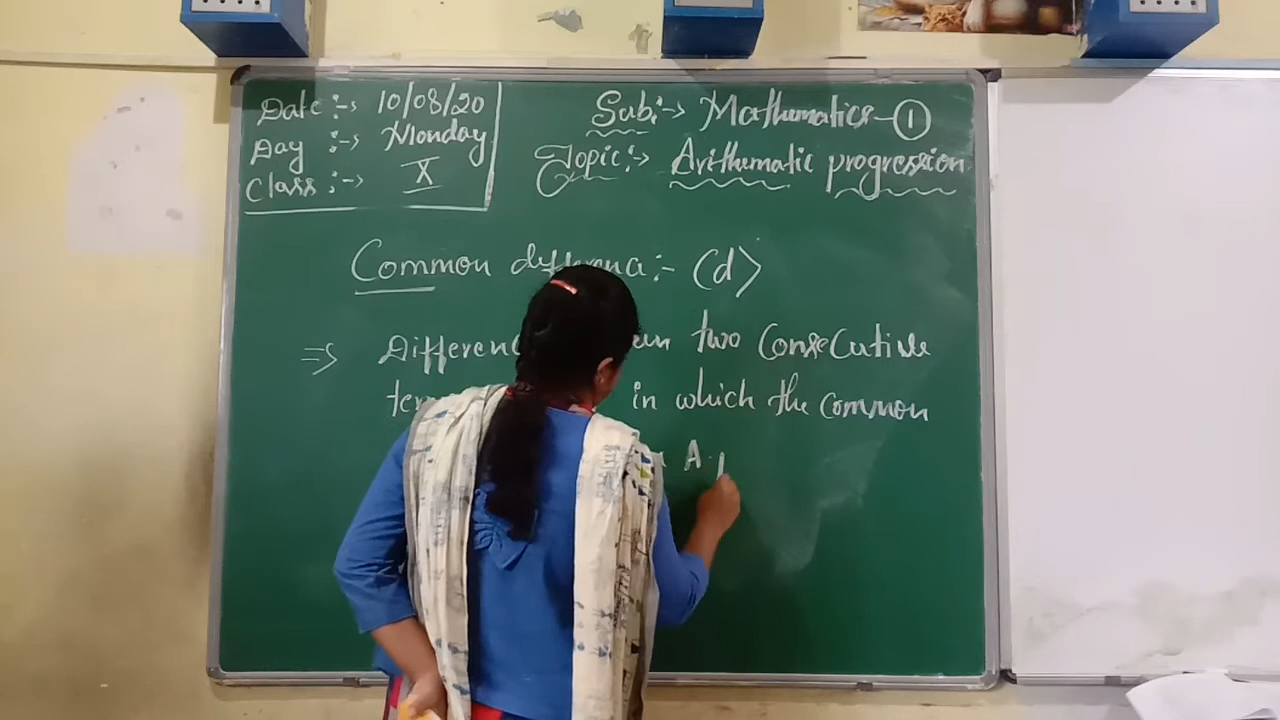 Date :-> 10/08/20
Day :-> Monday
Class :-> X
Sub:-> Mathematics-①
Topic:-> Arithematic progression
Common :- (d)
=> two Consecutive
in which the common
A.